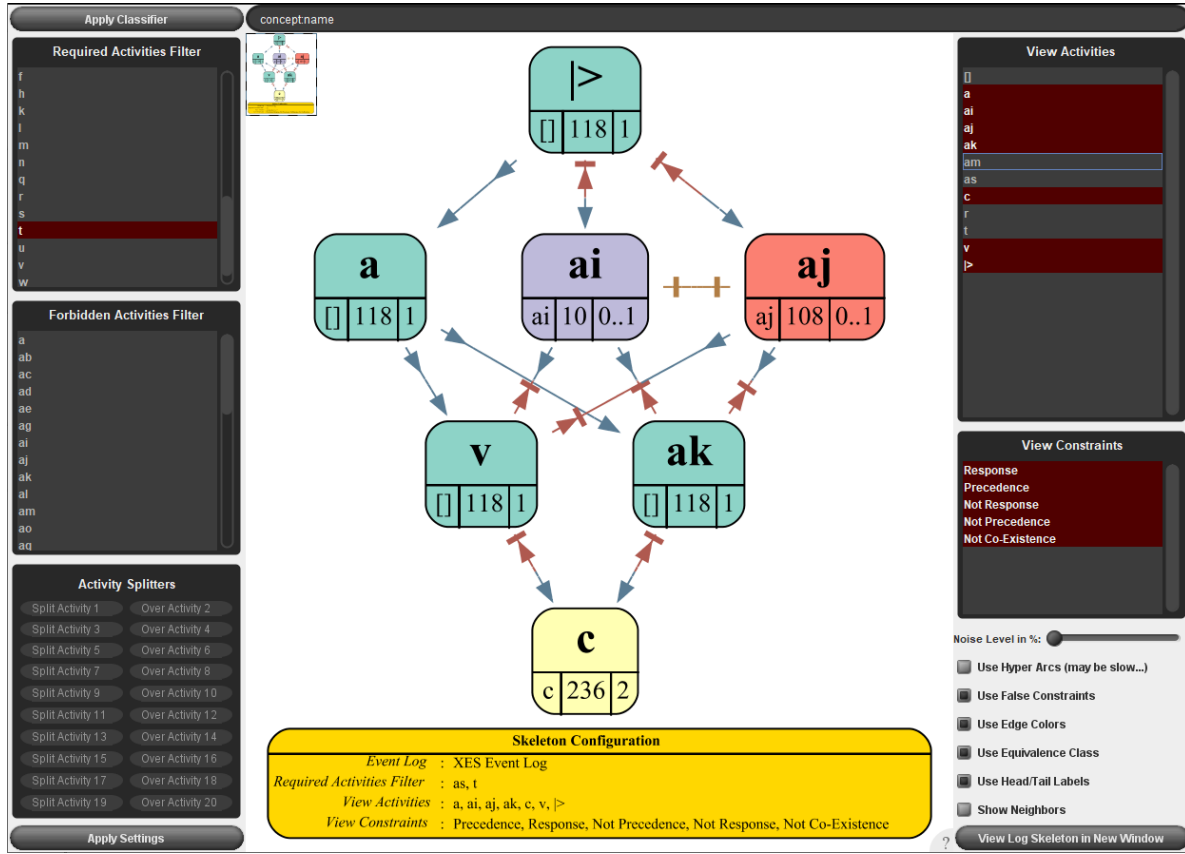 Apply Classifier
concept:name
Required Activities Filter
f
h
k
l
m
n
q
r
s
t
u
v
w
Forbidden Activities Filter
a
ab
ac
ad
ae
ag
ai
aj
ak
al
am
ao
aq
Activity Splitters
Split Activity 1 Over Activity 2
Split Activity 3 Over Activity 4
Split Activity 5 Over Activity 6
Split Activity 7 Over Activity 8
Split Activity 9 Over Activity 10
Split Activity 11 Over Activity 12
Split Activity 13 Over Activity 14
Split Activity 15 Over Activity 16
Split Activity 17 Over Activity 18
Split Activity 19 Over Activity 20
Apply Settings
|>
[] 118 1
a
[] 118 1
ai
ai 10 0..1
aj
aj 108 0..1
v
[] 118 1
ak
[] 118 1
c
c 236 2
Skeleton Configuration
Event Log : XES Event Log
Required Activities Filter : as, t
View Activities : a, ai, aj, ak, c, v, |>
View Constraints : Precedence, Response, Not Precedence, Not Response, Not Co-Existence
View Activities
[]
a
ai
aj
ak
am
as
c
r
t
v
|>
View Constraints
Response
Precedence
Not Response
Not Precedence
Not Co-Existence
Noise Level in %:
Use Hyper Arcs (may be slow...)
Use False Constraints
Use Edge Colors
Use Equivalence Class
Use Head/Tail Labels
Show Neighbors
?
View Log Skeleton in New Window